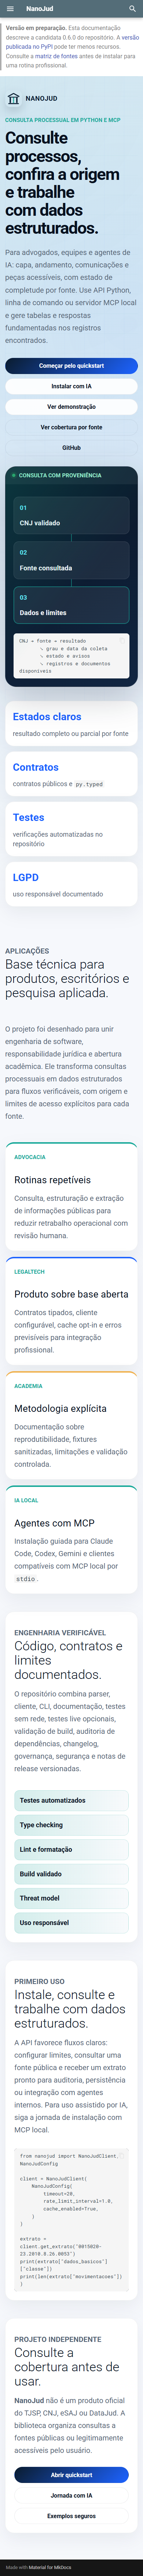 NanoJud
Versão em preparação. Esta documentação
descreve a candidata 0.6.0 do repositório. A versão
publicada no PyPI pode ter menos recursos.
Consulte a matriz de fontes antes de instalar para
uma rotina profissional.
NANOJUD
CONSULTA PROCESSUAL EM PYTHON E MCP
Consulte
processos,
confira a origem
e trabalhe
com dados
estruturados.
Para advogados, equipes e agentes de
IA: capa, andamento, comunicações e
peças acessíveis, com estado de
completude por fonte. Use API Python,
linha de comando ou servidor MCP local
e gere tabelas e respostas
fundamentadas nos registros
encontrados.
Começar pelo quickstart
Instalar com IA
Ver demonstração
Ver cobertura por fonte
GitHub
CONSULTA COM PROVENIÊNCIA
01
CNJ validado
02
Fonte consultada
03
Dados e limites
CNJ → fonte → resultado
↘ grau e data da coleta
↘ estado e avisos
↘ registros e documentos
disponíveis
Estados claros
resultado completo ou parcial por fonte
Contratos
contratos públicos e py.typed
Testes
verificações automatizadas no
repositório
LGPD
uso responsável documentado
APLICAÇÕES
Base técnica para
produtos, escritórios e
pesquisa aplicada.
O projeto foi desenhado para unir
engenharia de software,
responsabilidade jurídica e abertura
acadêmica. Ele transforma consultas
processuais em dados estruturados
para fluxos verificáveis, com origem e
limites de acesso explícitos para cada
fonte.
ADVOCACIA
Rotinas repetíveis
Consulta, estruturação e extração
de informações públicas para
reduzir retrabalho operacional com
revisão humana.
LEGALTECH
Produto sobre base aberta
Contratos tipados, cliente
configurável, cache opt-in e erros
previsíveis para integração
profissional.
ACADEMIA
Metodologia explícita
Documentação sobre
reprodutibilidade, fixtures
sanitizadas, limitações e validação
controlada.
IA LOCAL
Agentes com MCP
Instalação guiada para Claude
Code, Codex, Gemini e clientes
compatíveis com MCP local por
stdio.
ENGENHARIA VERIFICÁVEL
Código, contratos e
limites
documentados.
O repositório combina parser,
cliente, CLI, documentação, testes
sem rede, testes live opcionais,
validação de build, auditoria de
dependências, changelog,
governança, segurança e notas de
release versionadas.
Testes automatizados
Type checking
Lint e formatação
Build validado
Threat model
Uso responsável
PRIMEIRO USO
Instale, consulte e
trabalhe com dados
estruturados.
A API favorece fluxos claros:
configurar limites, consultar uma
fonte pública e receber um extrato
pronto para auditoria, persistência
ou integração com agentes
internos. Para uso assistido por IA,
siga a jornada de instalação com
MCP local.
from nanojud import NanoJudClient,
NanoJudConfig
client = NanoJudClient(
NanoJudConfig(
timeout=20,
rate_limit_interval=1.0,
cache_enabled=True,
)
)
extrato =
client.get_extrato("0015020-
23.2010.8.26.0053")
print(extrato["dados_basicos"]
["classe"])
print(len(extrato["movimentacoes"])
)
PROJETO INDEPENDENTE
Consulte a
cobertura antes de
usar.
NanoJud não é um produto oficial
do TJSP, CNJ, eSAJ ou DataJud. A
biblioteca organiza consultas a
fontes públicas ou legitimamente
acessíveis pelo usuário.
Abrir quickstart
Jornada com IA
Exemplos seguros
Made with Material for MkDocs